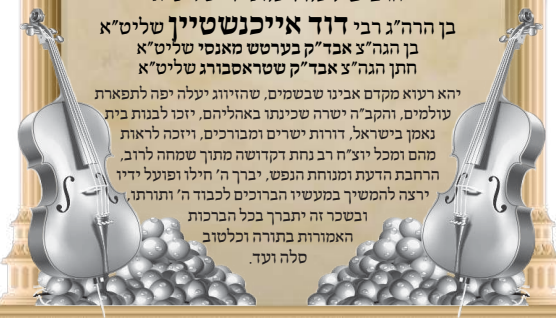 בן הרה"ג רבי דוד אייכנשטיין שליט"א
בן הגה"צ אבד"ק בערטש מאנסי שליט"א
חתן הגה"צ אבד"ק שטראסבורג שליט"א
יהא רעוא מקדם אבינו שבשמים, שהזיווג יעלה יפה לתפארת
עולמים, והקב"ה ישרה שכינתו באהליהם, יזכו לבנות בית
נאמן בישראל, דורות ישרים ומבורכים, ויזכה לראות
מהם ומכל יוצ"ח רב נחת דקדושה מתוך שמחה לרוב,
הרחבת הדעת ומנוחת הנפש, יברך ה' חילו ופועל ידיו
ירצה להמשיך במעשיו הברוכים לכבוד ה' ותורתו,
ובשכר זה יתברך בכל הברכות
האמורות בתורה וכלטוב
סלה ועד.